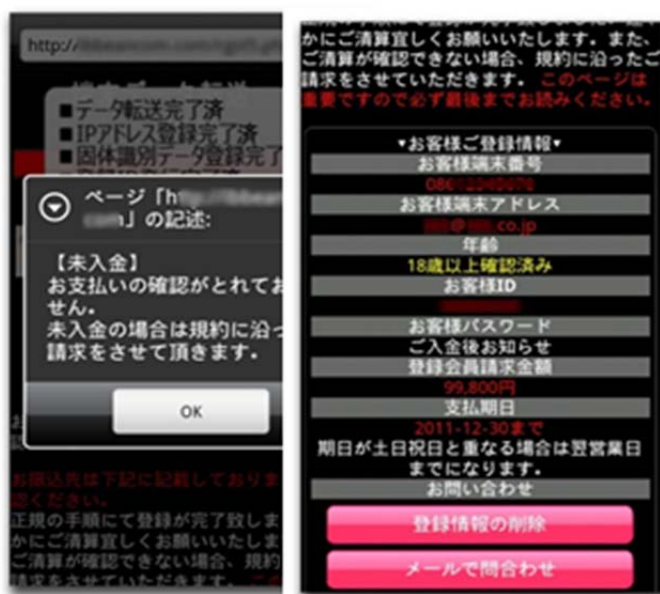 http://
■データ転送完了済
■IPアドレス登録完了済
■固体識別データ登録完了
ページ「h
」の記述:
【未入金】
お支払いの確認がとれてお
せん。
未入金の場合は規約に沿っ
請求をさせて頂きます。
OK
お振込先は下記に記載しておりま
認ください。
正規の手順にて登録が完了致しま
かにご清算宜しくお願いいたしま
ご清算が確認できない場合、規約
請求をさせていただきます。
かにご清算宜しくお願いいたします。また、
ご清算が確認できない場合、規約に沿ったご
請求をさせていただきます。 このページは
重要ですので必ず最後までお読みください。
▼お客様ご登録情報▼
お客様端末番号
お客様端末アドレス
.co.jp
年齢
18歳以上確認済み
お客様ID
お客様パスワード
ご入金後お知らせ
登録会員請求金額
99,800円
支払期日
2011-12-30まで
期日が土日祝日と重なる場合は翌営業日
までになります。
お問い合わせ
登録情報の削除
メールで問合わせ